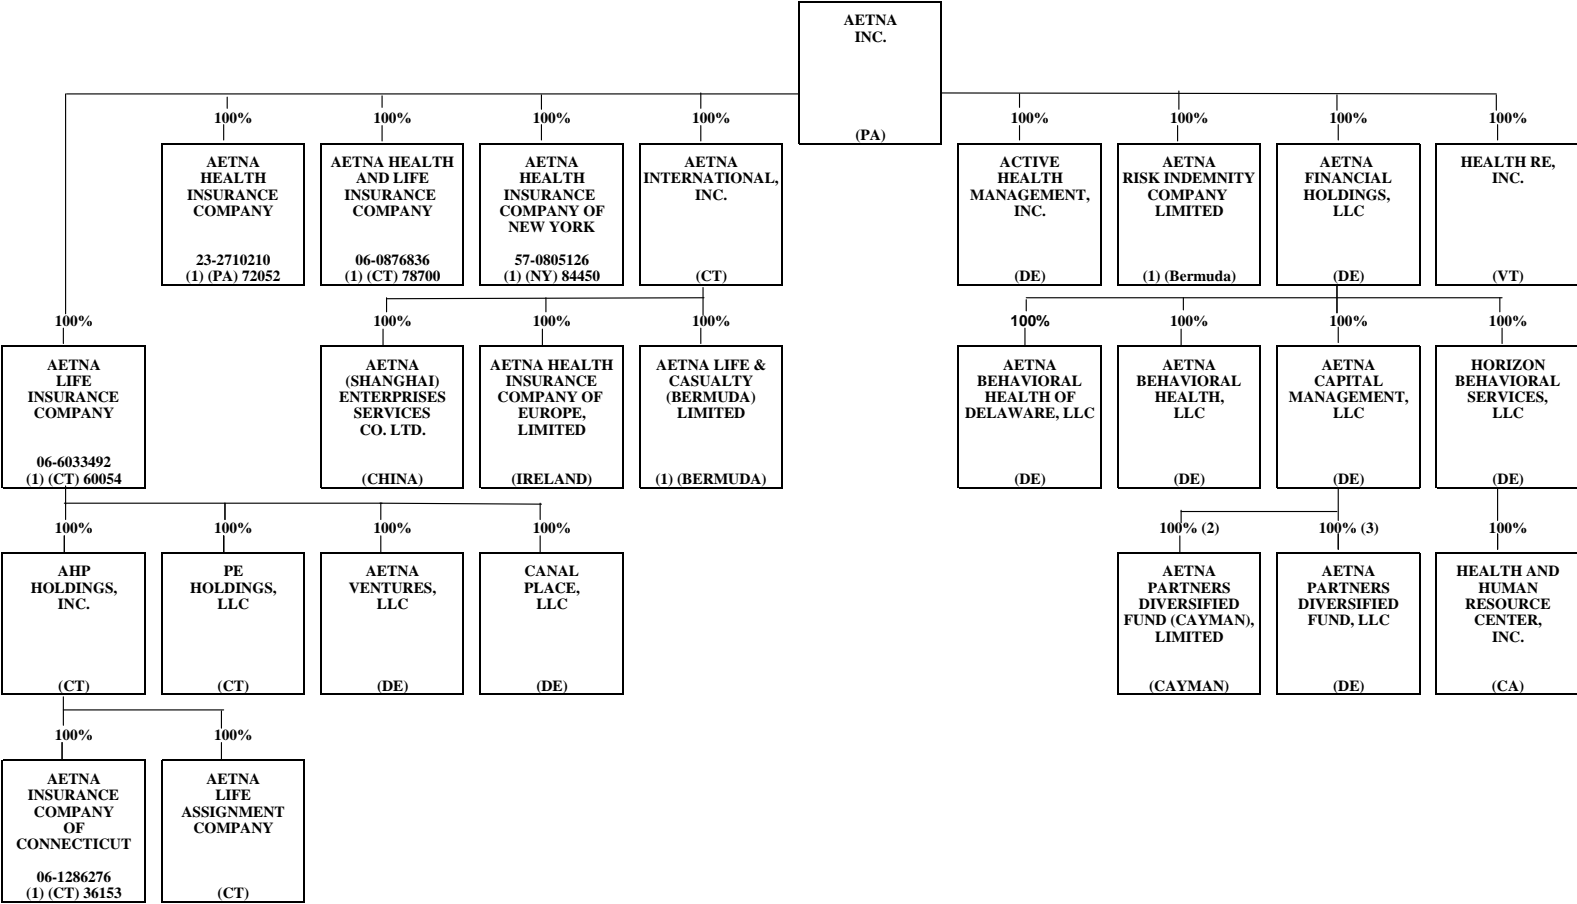 AETNA
INC.
(PA)
100%
100%
100%
100%
100%
100%
100%
100%
AETNA
HEALTH
INSURANCE
COMPANY
23-2710210
(1) (PA) 72052
AETNA HEALTH
AND LIFE
INSURANCE
COMPANY
06-0876836
(1) (CT) 78700
AETNA
HEALTH
INSURANCE
COMPANY OF
NEW YORK
57-0805126
(1) (NY) 84450
AETNA
INTERNATIONAL,
INC.
(CT)
ACTIVE
HEALTH
MANAGEMENT,
INC.
(DE)
AETNA
RISK INDEMNITY
COMPANY
LIMITED
(1) (Bermuda)
AETNA
FINANCIAL
HOLDINGS,
LLC
(DE)
HEALTH RE,
INC.
(VT)
100%
100%
100%
100%
100%
100%
100%
100%
AETNA
LIFE
INSURANCE
COMPANY
06-6033492
(1) (CT) 60054
AETNA
(SHANGHAI)
ENTERPRISES
SERVICES
CO. LTD.
(CHINA)
AETNA HEALTH
INSURANCE
COMPANY OF
EUROPE,
LIMITED
(IRELAND)
AETNA LIFE &
CASUALTY
(BERMUDA)
LIMITED
(1) (BERMUDA)
AETNA
BEHAVIORAL
HEALTH OF
DELAWARE, LLC
(DE)
AETNA
BEHAVIORAL
HEALTH,
LLC
(DE)
AETNA
CAPITAL
MANAGEMENT,
LLC
(DE)
HORIZON
BEHAVIORAL
SERVICES,
LLC
(DE)
100%
100%
100%
100%
100% (2)
100% (3)
100%
AHP
HOLDINGS,
INC.
(CT)
PE
HOLDINGS,
LLC
(CT)
AETNA
VENTURES,
LLC
(DE)
CANAL
PLACE,
LLC
(DE)
AETNA
PARTNERS
DIVERSIFIED
FUND (CAYMAN),
LIMITED
(CAYMAN)
AETNA
PARTNERS
DIVERSIFIED
FUND, LLC
(DE)
HEALTH AND
HUMAN
RESOURCE
CENTER,
INC.
(CA)
100%
100%
AETNA
INSURANCE
COMPANY
OF
CONNECTICUT
06-1286276
(1) (CT) 36153
AETNA
LIFE
ASSIGNMENT
COMPANY
(CT)